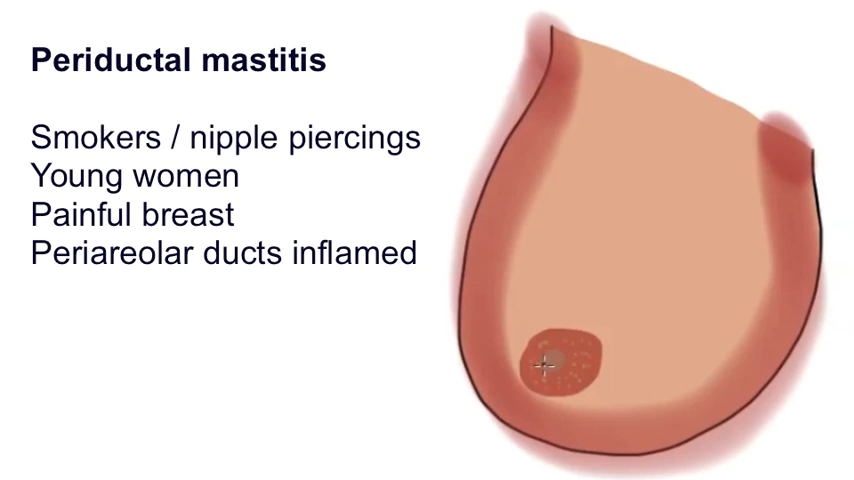 Periductal mastitis
Smokers / nipple piercings
Young women
Painful breast
Periareolar ducts inflamed